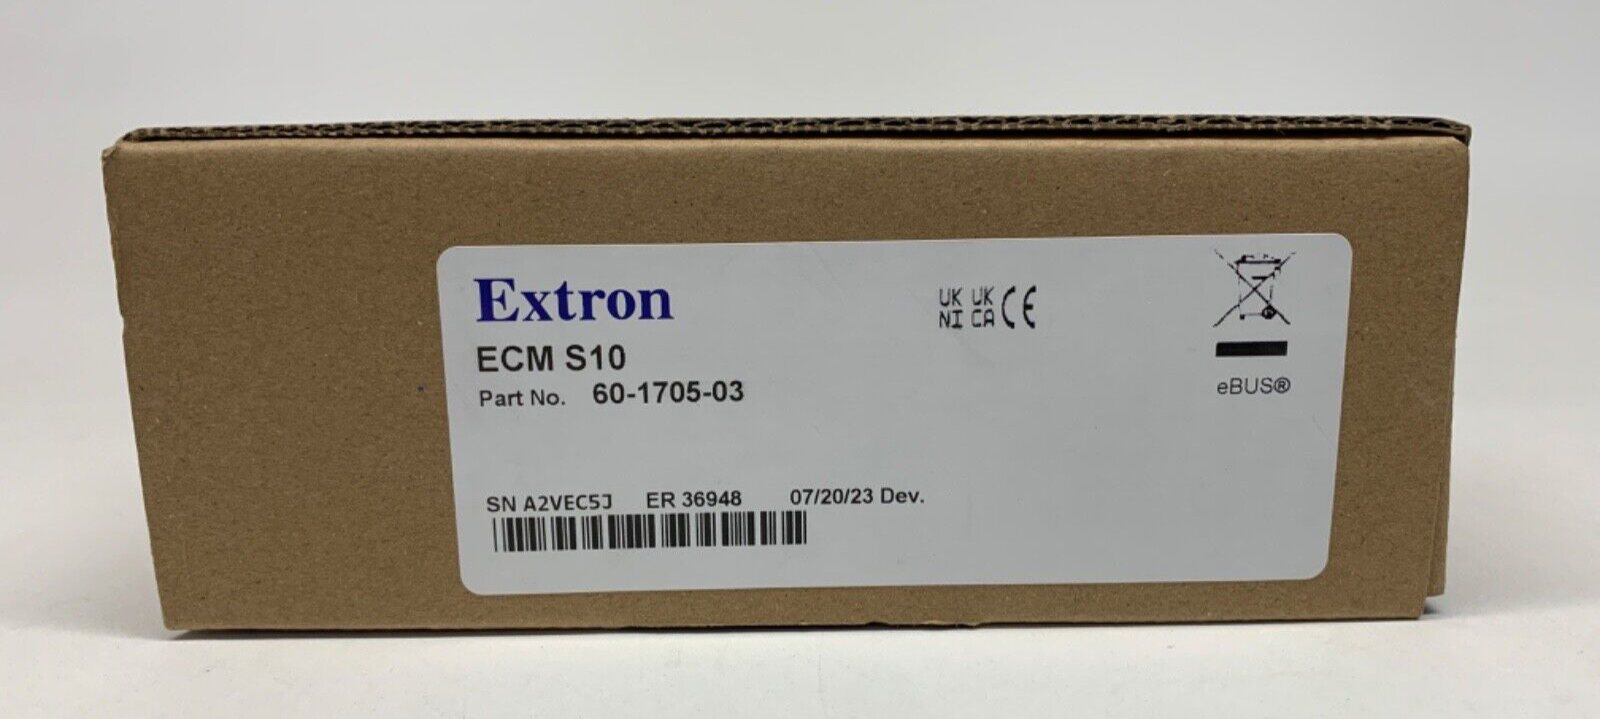 Extron
ECM S10
Part No. 60-1705-03
UK UK CE
NI CA
eBUS®
SN A2VEC5J ER 36948 07/20/23 Dev.